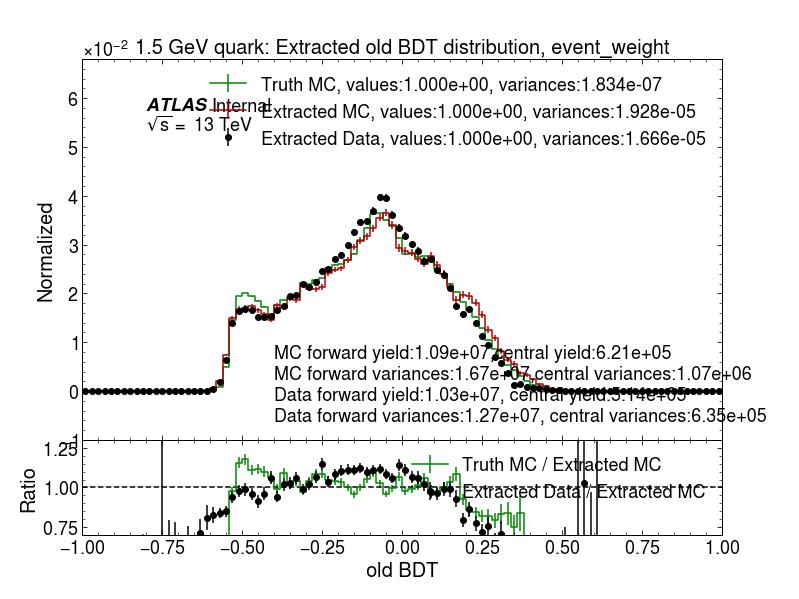 ×10⁻² 1.5 GeV quark: Extracted old BDT distribution, event_weight
Truth MC, values:1.000e+00, variances:1.834e-07
ATLAS Internal
Extracted MC, values:1.000e+00, variances:1.928e-05
√s = 13 TeV
Extracted Data, values:1.000e+00, variances:1.666e-05
6
5
4
3
2
1
0
−1
Normalized
MC forward yield:1.09e+07, central yield:6.21e+05
MC forward variances:1.67e+07, central variances:1.07e+06
Data forward yield:1.03e+07, central yield:5.14e+05
Data forward variances:1.27e+07, central variances:6.35e+05
1.25
1.00
0.75
Ratio
Truth MC / Extracted MC
Extracted Data / Extracted MC
−1.00 −0.75 −0.50 −0.25 0.00 0.25 0.50 0.75 1.00
old BDT